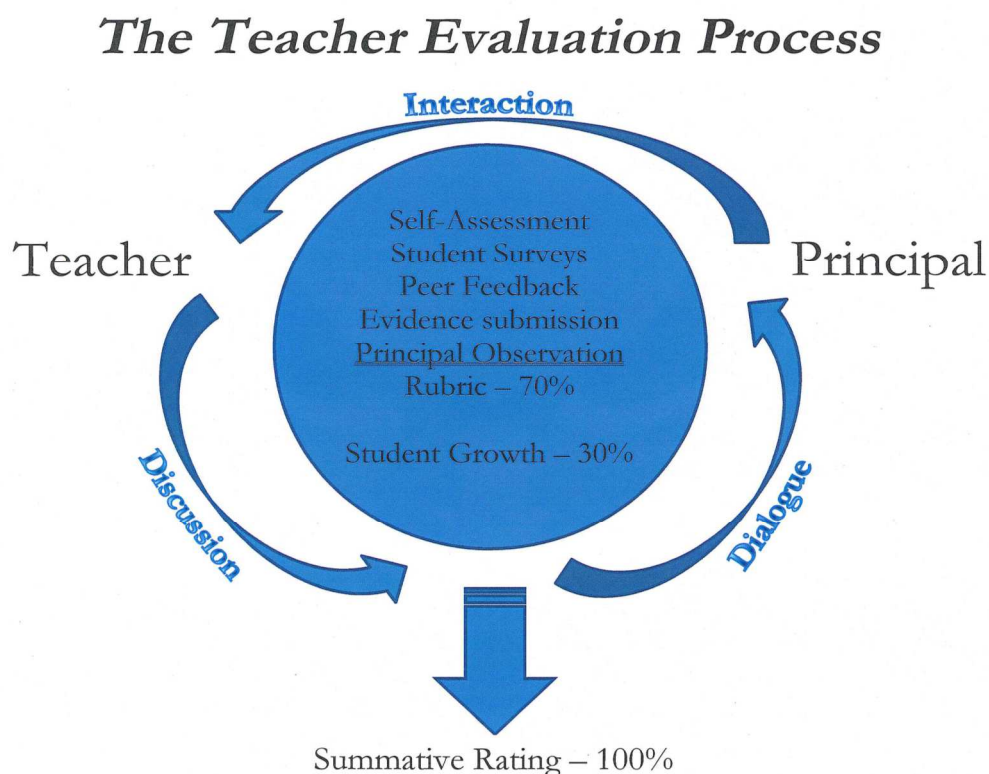 The Teacher Evaluation Process
Interaction
Teacher
Principal
Self-Assessment
Student Surveys
Peer Feedback
Evidence submission
Principal Observation
Rubric – 70%
Student Growth – 30%
Discussion
Dialogue
Summative Rating – 100%